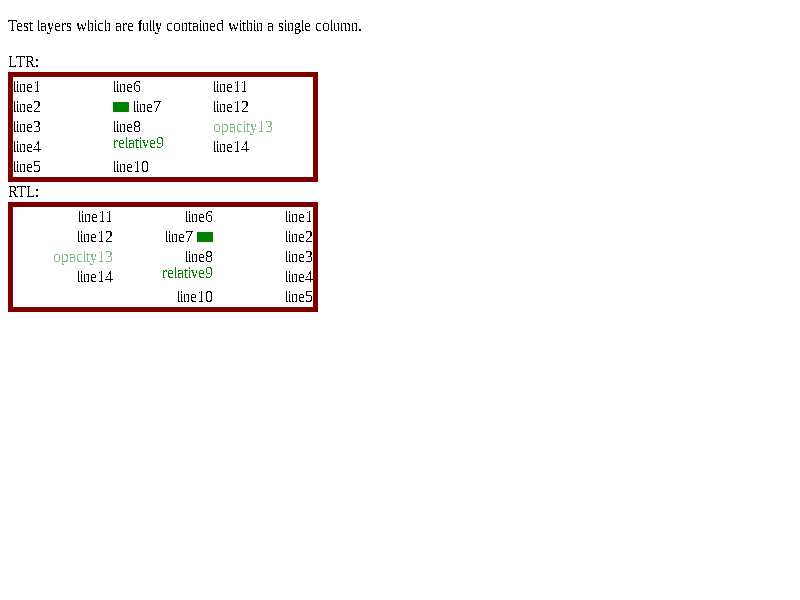 Test layers which are fully contained within a single column.
LTR:
line1
line2
line3
line4
line5
line6
line7
line8
relative9
line10
line11
line12
opacity13
line14
RTL:
line1
line2
line3
line4
line5
line6
line7
line8
relative9
line10
line11
line12
opacity13
line14